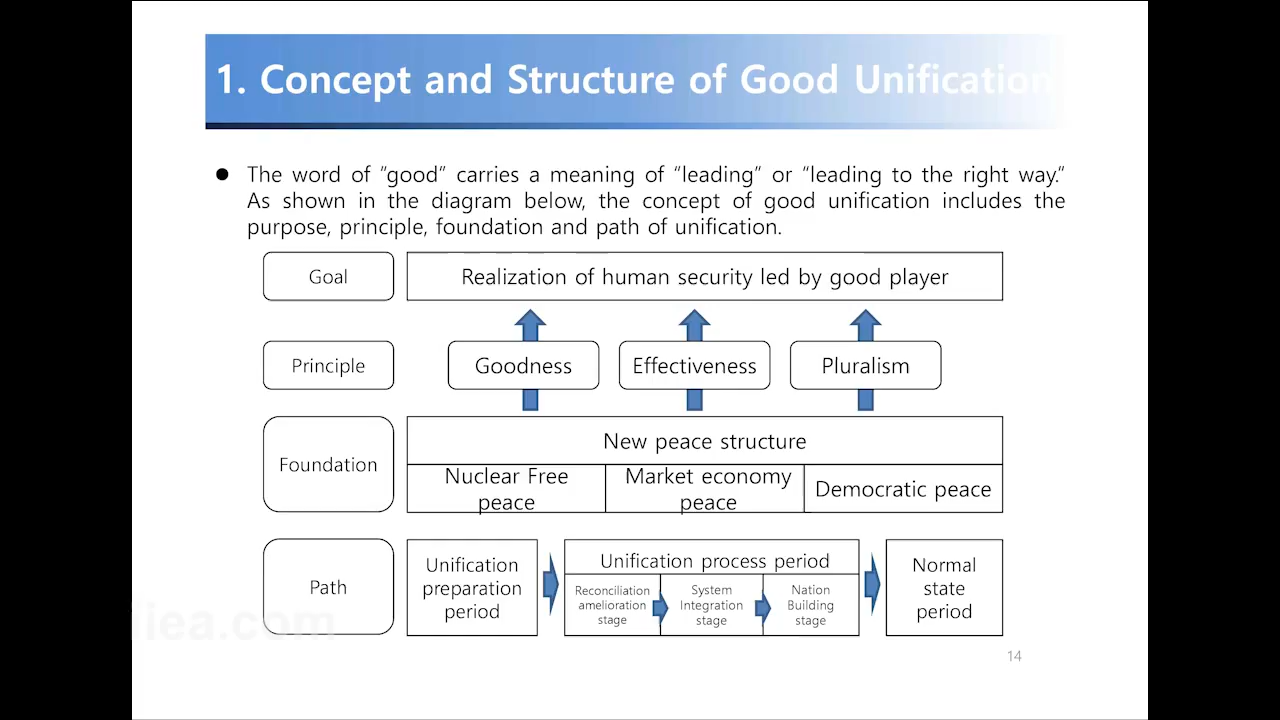 1. Concept and Structure of Good Unification
● The word of “good” carries a meaning of “leading” or “leading to the right way.”
As shown in the diagram below, the concept of good unification includes the
purpose, principle, foundation and path of unification.
Goal
Realization of human security led by good player
Principle
Goodness
Effectiveness
Pluralism
Foundation
New peace structure
Nuclear Free
peace
Market economy
peace
Democratic peace
Path
Unification
preparation
period
Unification process period
Reconciliation
amelioration
stage
System
Integration
stage
Nation
Building
stage
Normal
state
period
14